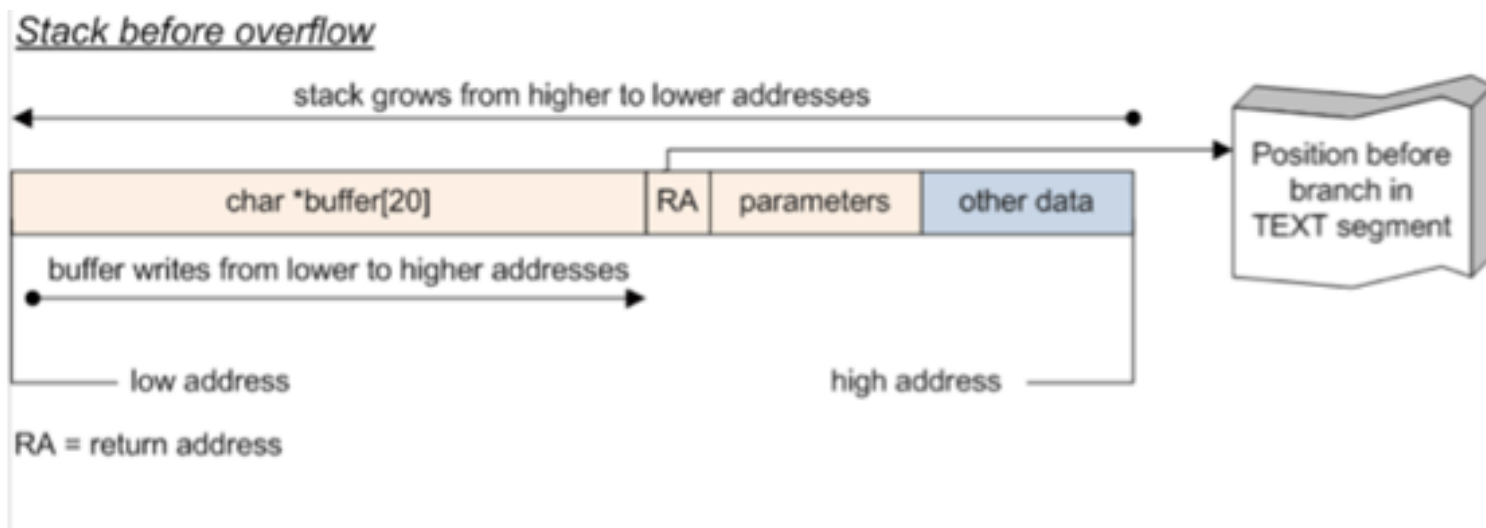 Stack before overflow
stack grows from higher to lower addresses
char *buffer[20]
RA
parameters
other data
Position before
branch in
TEXT segment
buffer writes from lower to higher addresses
low address
high address
RA = return address